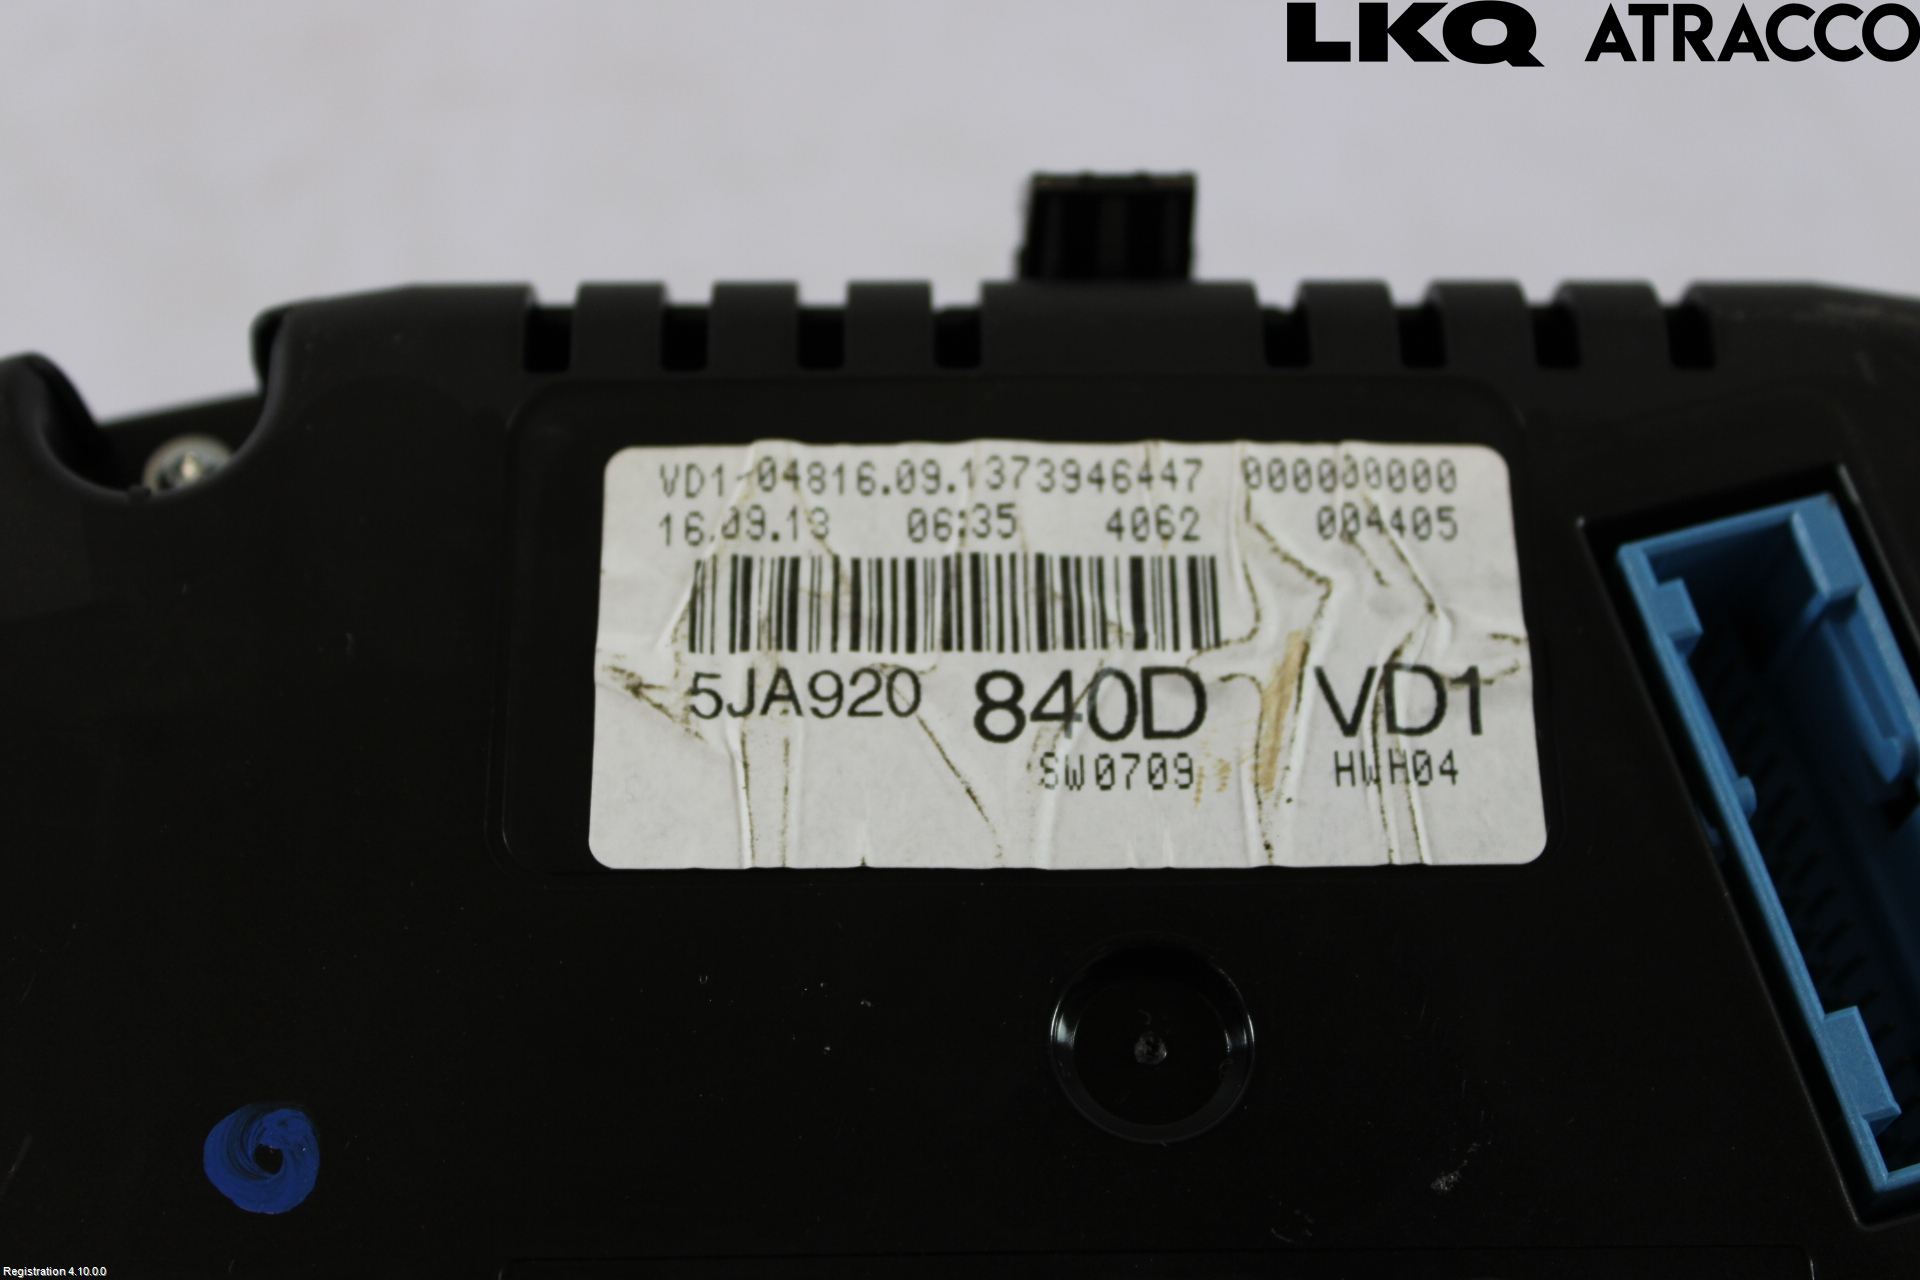 LKQ ATRACCO
VD1-04816.09.1373946447 000000000
16.09.13 06:35 4062 004405
5JA920 840D VD1
SW0709 HWH04
Registration 4.10.0.0